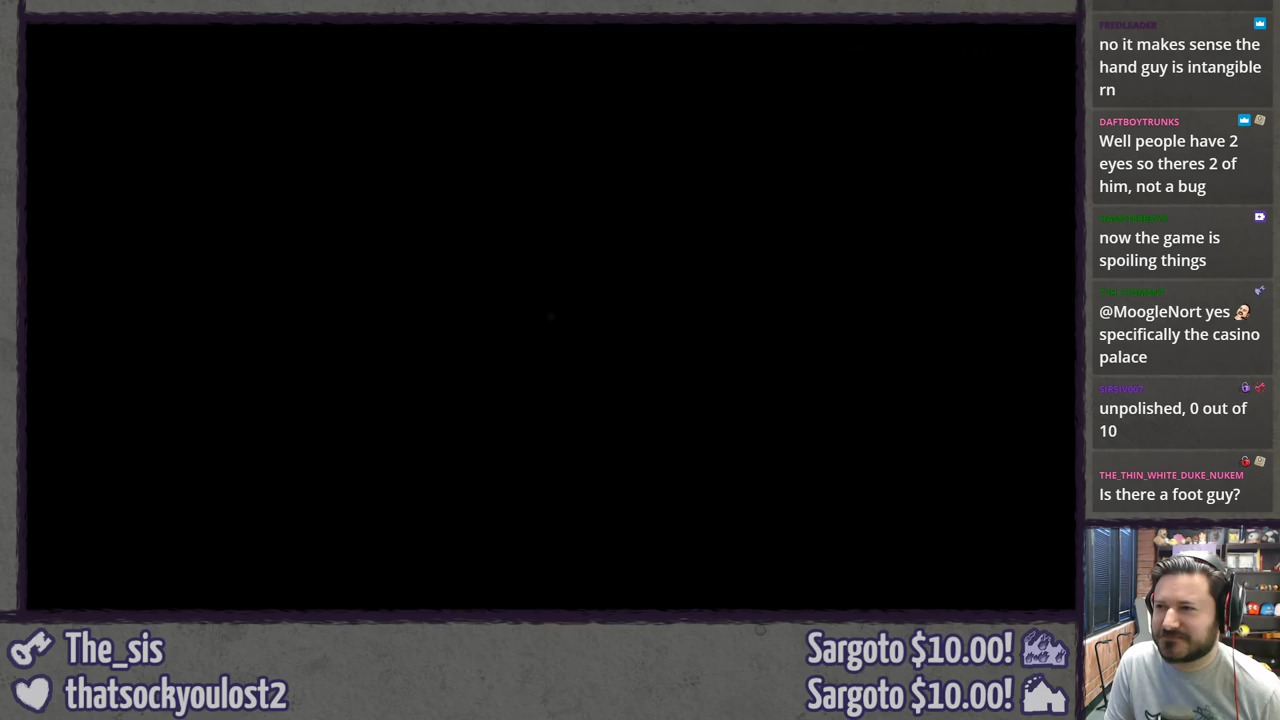 FREDLEADER
no it makes sense the
hand guy is intangible
rn
DAFTBOYTRUNKS
Well people have 2
eyes so theres 2 of
him, not a bug
now the game is
spoiling things
@MoogleNort yes
specifically the casino
palace
SIRSIV007
unpolished, 0 out of
10
THE_THIN_WHITE_DUKE_NUKEM
Is there a foot guy?
The_sis
thatsockyoulost2
Sargoto $10.00!
Sargoto $10.00!